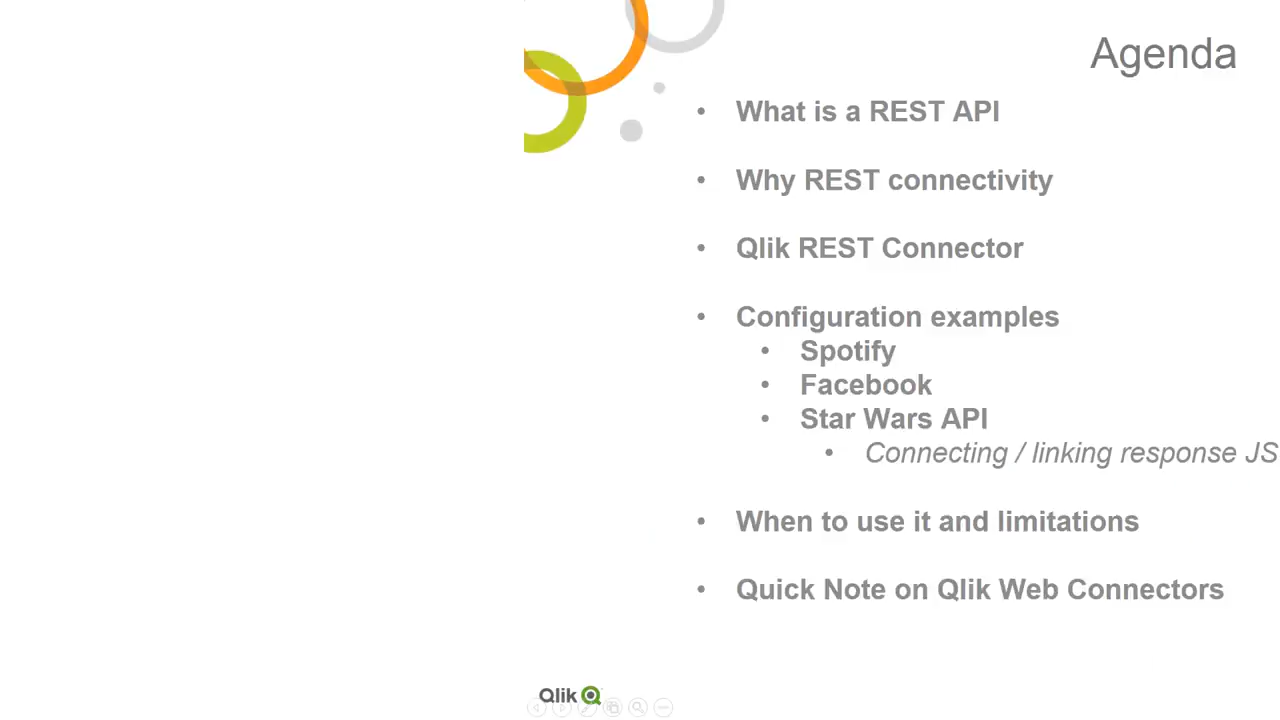 Agenda
• What is a REST API
• Why REST connectivity
• Qlik REST Connector
• Configuration examples
• Spotify
• Facebook
• Star Wars API
• Connecting / linking response JS
• When to use it and limitations
• Quick Note on Qlik Web Connectors
Qlik